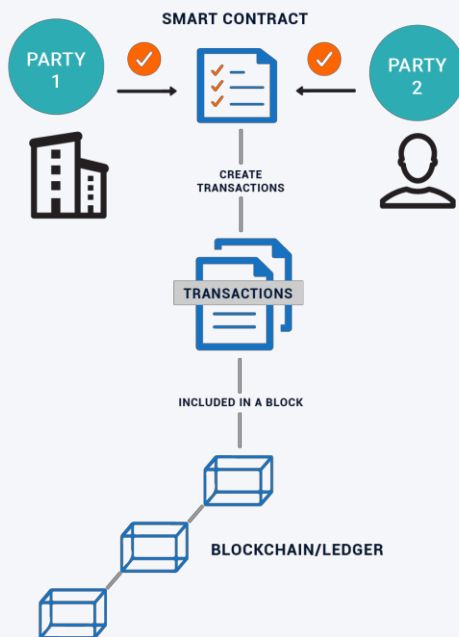 SMART CONTRACT
PARTY
1
PARTY
2
CREATE
TRANSACTIONS
TRANSACTIONS
INCLUDED IN A BLOCK
BLOCKCHAIN/LEDGER